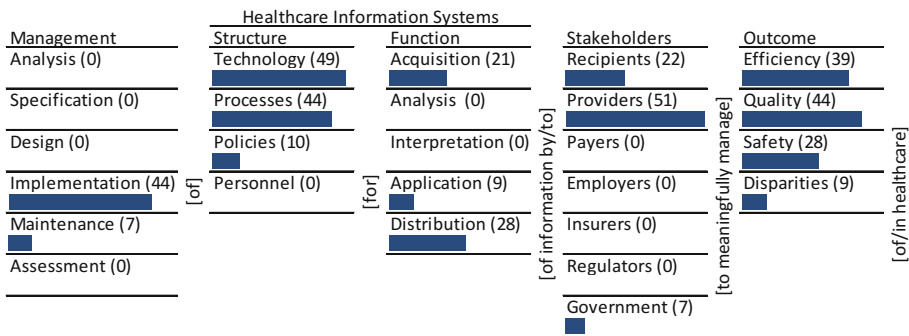 Healthcare Information Systems
Management Structure Function Stakeholders Outcome
Analysis (0) Technology (49) Acquisition (21) Recipients (22) Efficiency (39)
Specification (0) Processes (44) Analysis (0) Providers (51) Quality (44)
Design (0) Policies (10) Interpretation (0) Payers (0) Safety (28)
Implementation (44) Personnel (0) Application (9) Employers (0) Disparities (9)
Maintenance (7) Distribution (28) Insurers (0)
Assessment (0) Regulators (0)
Government (7)
[of]
[for]
[of information by/to]
[to meaningfully manage]
[of/in healthcare]